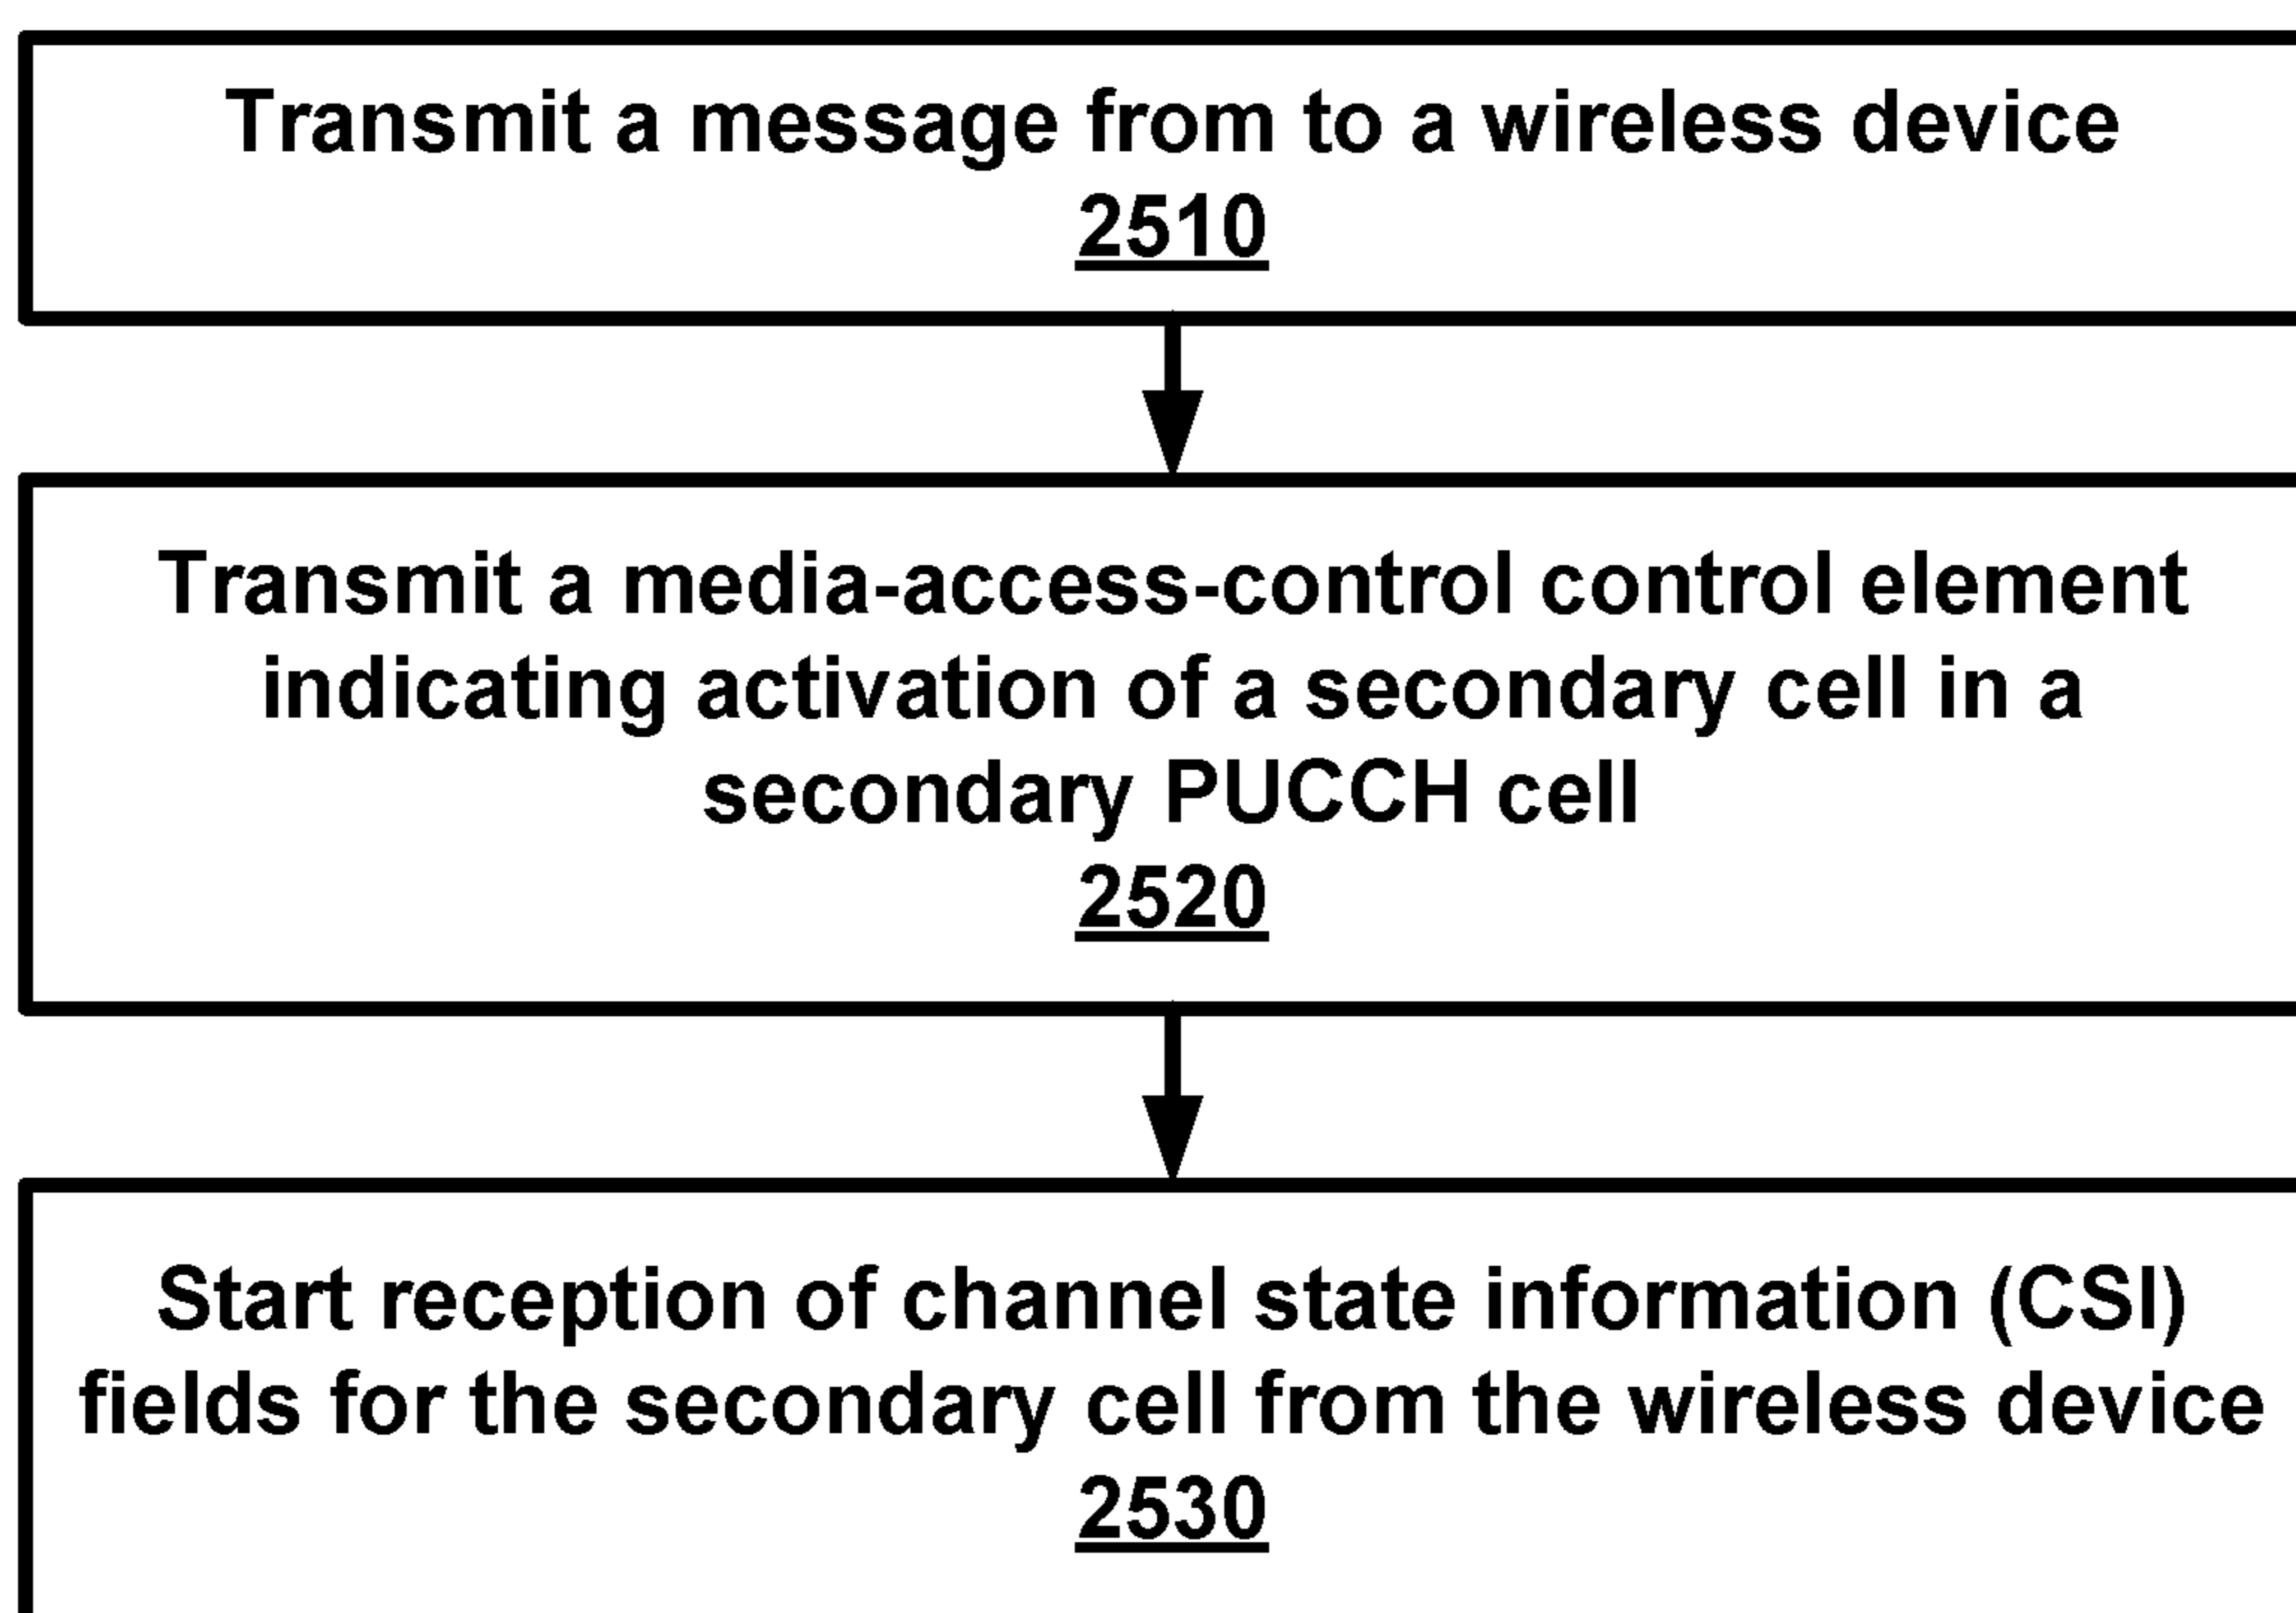 Transmit a message from to a wireless device
2510
Transmit a media-access-control control element
indicating activation of a secondary cell in a
secondary PUCCH cell
2520
Start reception of channel state information (CSI)
fields for the secondary cell from the wireless device
2530